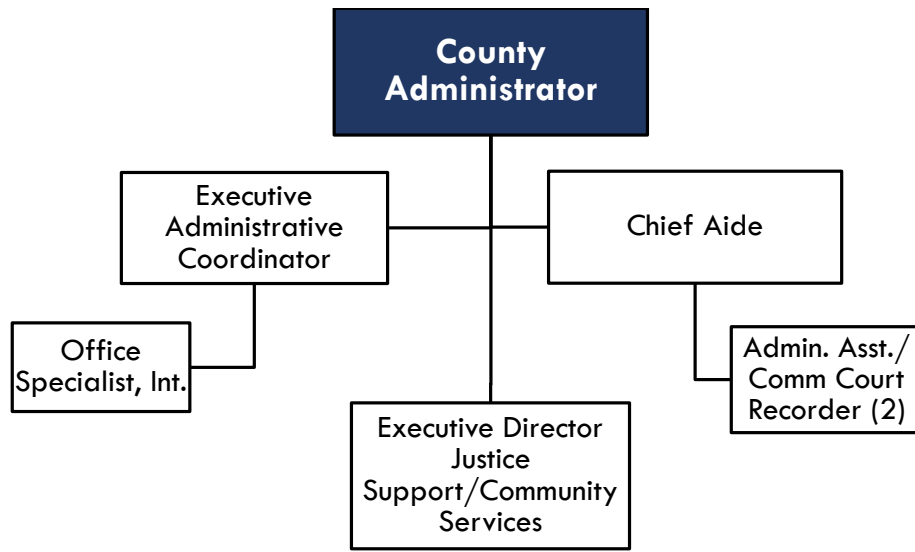 County
Administrator
Executive
Administrative
Coordinator
Chief Aide
Office
Specialist, Int.
Admin. Asst./
Comm Court
Recorder (2)
Executive Director
Justice
Support/Community
Services